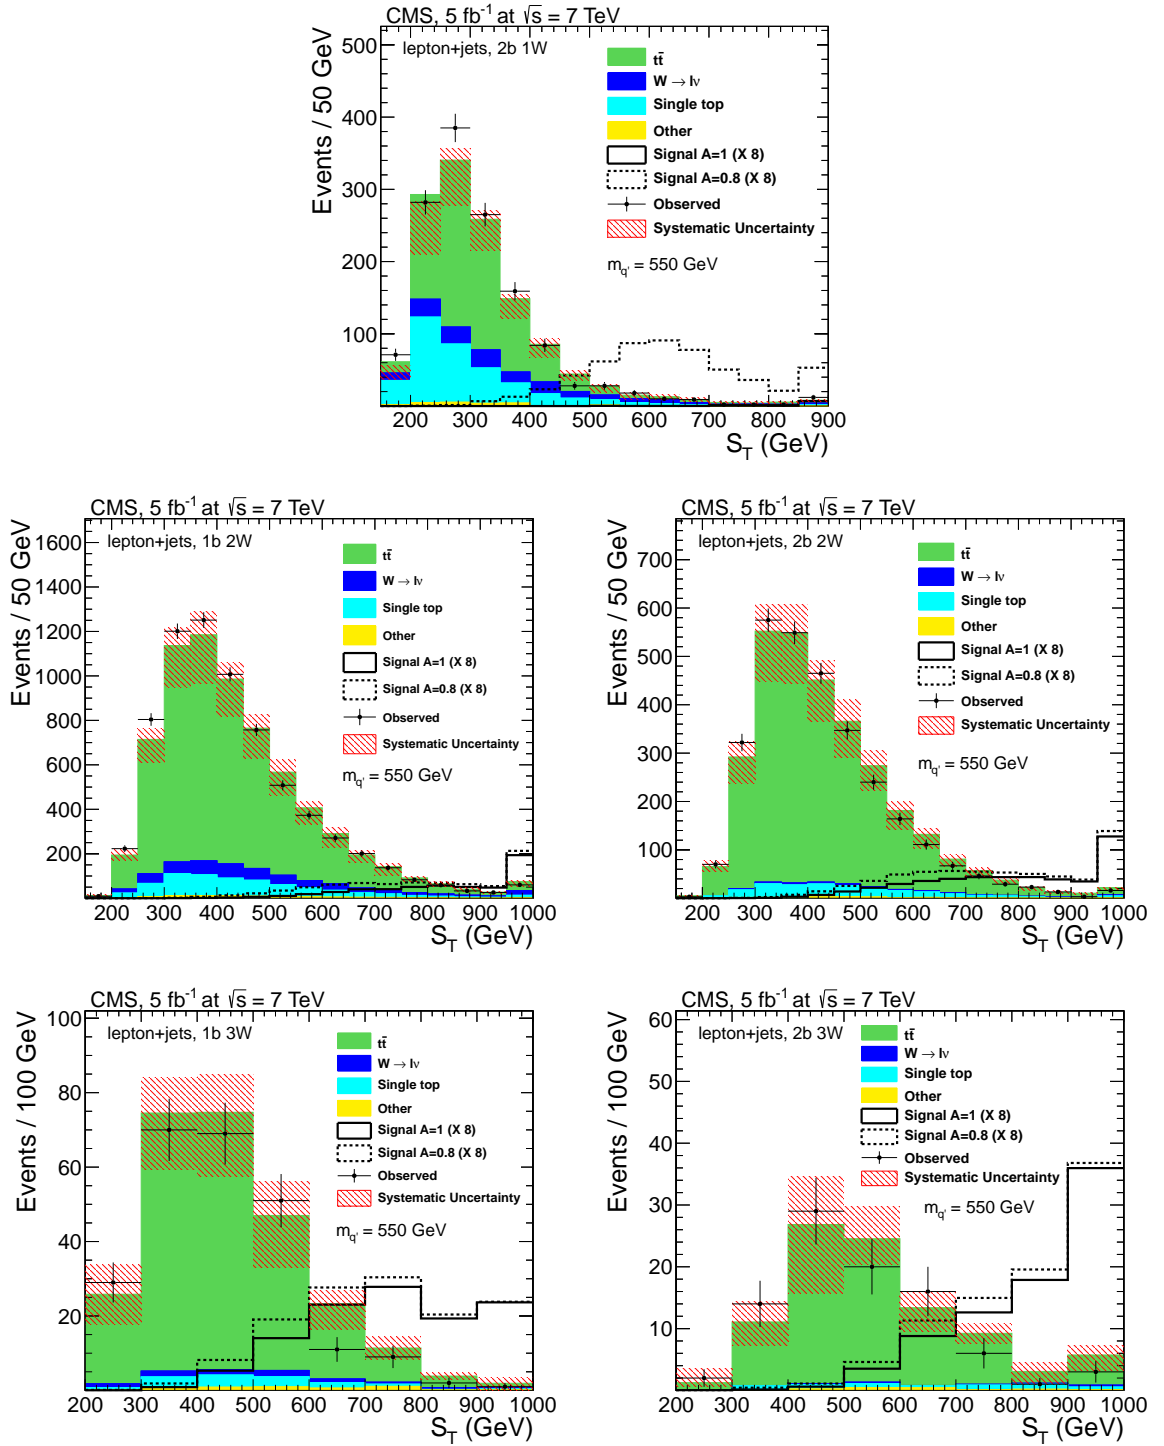 CMS, 5 fb⁻¹ at √s = 7 TeV
lepton+jets, 2b 1W
tt̄
W → lν
Single top
Other
Signal A=1 (X 8)
Signal A=0.8 (X 8)
Observed
Systematic Uncertainty
m_q' = 550 GeV
Events / 50 GeV
500
400
300
200
100
200 300 400 500 600 700 800 900
S_T (GeV)
CMS, 5 fb⁻¹ at √s = 7 TeV
lepton+jets, 1b 2W
tt̄
W → lν
Single top
Other
Signal A=1 (X 8)
Signal A=0.8 (X 8)
Observed
Systematic Uncertainty
m_q' = 550 GeV
Events / 50 GeV
1600
1400
1200
1000
800
600
400
200
200 300 400 500 600 700 800 900 1000
S_T (GeV)
CMS, 5 fb⁻¹ at √s = 7 TeV
lepton+jets, 2b 2W
tt̄
W → lν
Single top
Other
Signal A=1 (X 8)
Signal A=0.8 (X 8)
Observed
Systematic Uncertainty
m_q' = 550 GeV
Events / 50 GeV
700
600
500
400
300
200
100
200 300 400 500 600 700 800 900 1000
S_T (GeV)
CMS, 5 fb⁻¹ at √s = 7 TeV
lepton+jets, 1b 3W
tt̄
W → lν
Single top
Other
Signal A=1 (X 8)
Signal A=0.8 (X 8)
Observed
Systematic Uncertainty
m_q' = 550 GeV
Events / 100 GeV
100
80
60
40
20
200 300 400 500 600 700 800 900 1000
S_T (GeV)
CMS, 5 fb⁻¹ at √s = 7 TeV
lepton+jets, 2b 3W
tt̄
W → lν
Single top
Other
Signal A=1 (X 8)
Signal A=0.8 (X 8)
Observed
Systematic Uncertainty
m_q' = 550 GeV
Events / 100 GeV
60
50
40
30
20
10
0
200 300 400 500 600 700 800 900 1000
S_T (GeV)